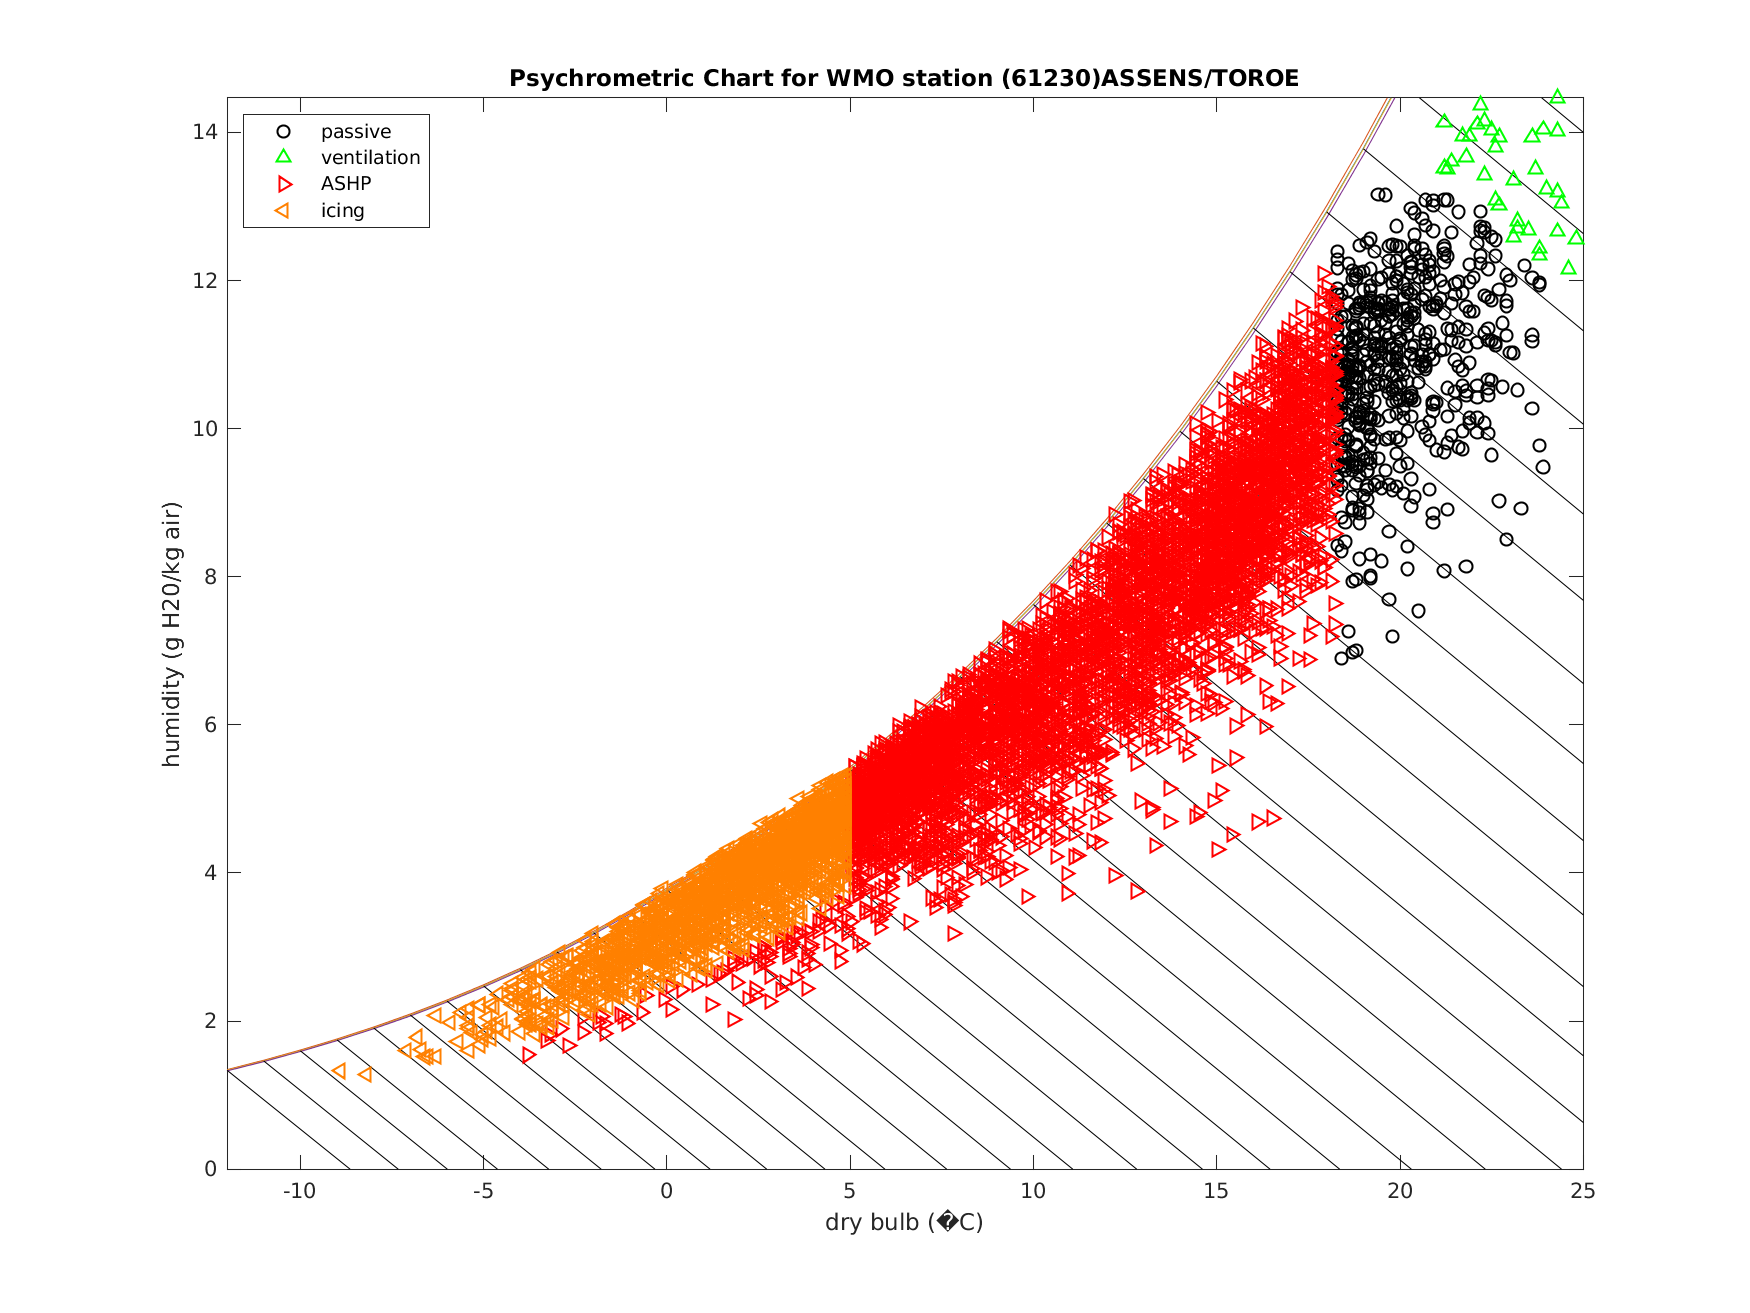 Psychrometric Chart for WMO station (61230)ASSENS/TOROE
passive
ventilation
ASHP
icing
humidity (g H20/kg air)
14
12
10
8
6
4
2
0
-10 -5 0 5 10 15 20 25
dry bulb (�C)